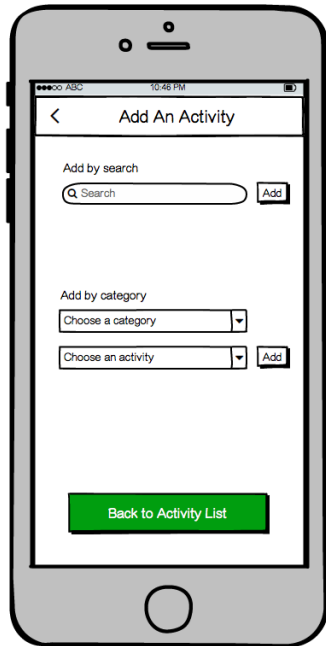 ABC 10:46 PM
Add An Activity
Add by search
Search Add
Add by category
Choose a category
Choose an activity Add
Back to Activity List